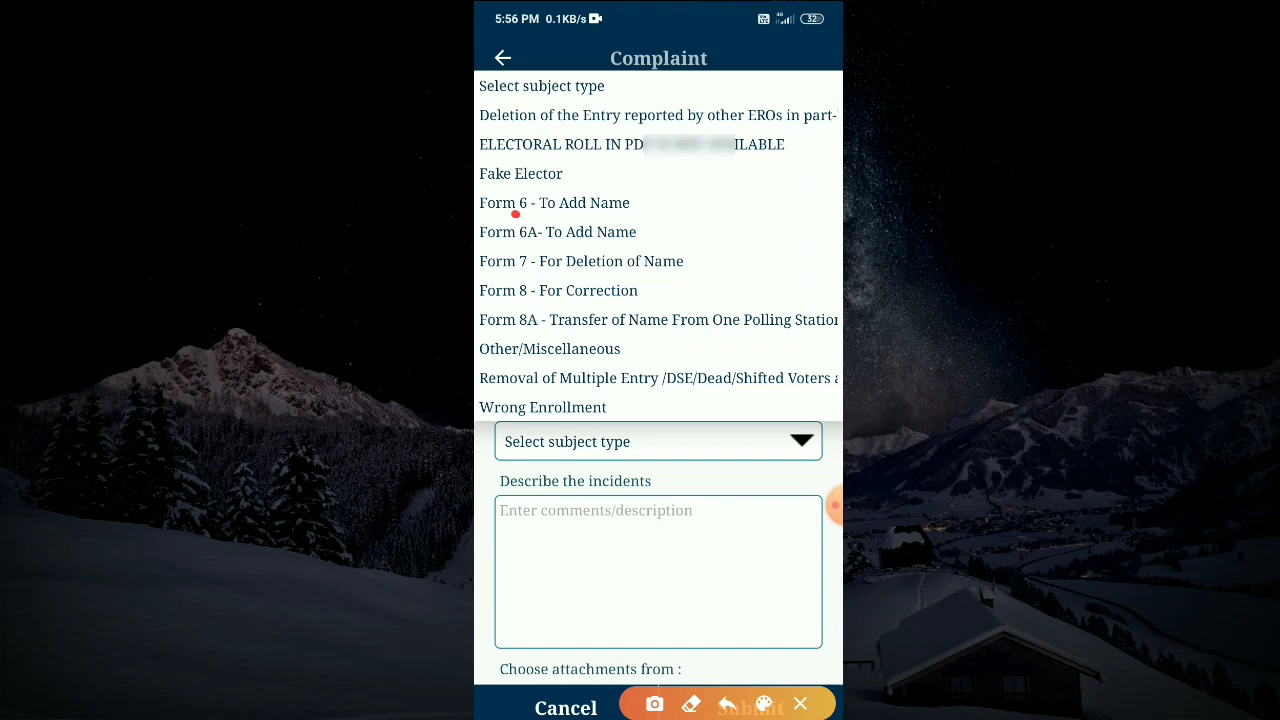 5:56 PM 0.1KB/s 4G 32
Complaint
Select subject type
Deletion of the Entry reported by other EROs in part-
ELECTORAL ROLL IN PD ILABLE
Fake Elector
Form 6 - To Add Name
Form 6A- To Add Name
Form 7 - For Deletion of Name
Form 8 - For Correction
Form 8A - Transfer of Name From One Polling Station
Other/Miscellaneous
Removal of Multiple Entry /DSE/Dead/Shifted Voters a
Wrong Enrollment
Select subject type
Describe the incidents
Enter comments/description
Choose attachments from :
Cancel Submit